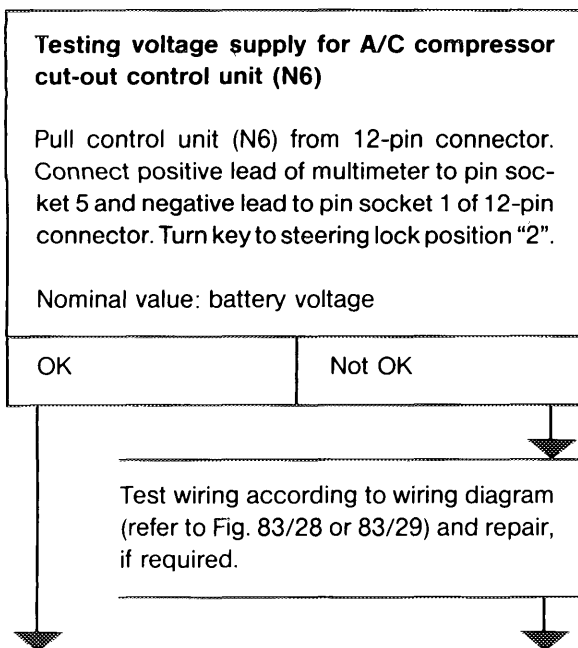 Testing voltage supply for A/C compressor
cut-out control unit (N6)
Pull control unit (N6) from 12-pin connector.
Connect positive lead of multimeter to pin soc-
ket 5 and negative lead to pin socket 1 of 12-pin
connector. Turn key to steering lock position “2”.
Nominal value: battery voltage
OK
Not OK
Test wiring according to wiring diagram
(refer to Fig. 83/28 or 83/29) and repair,
if required.